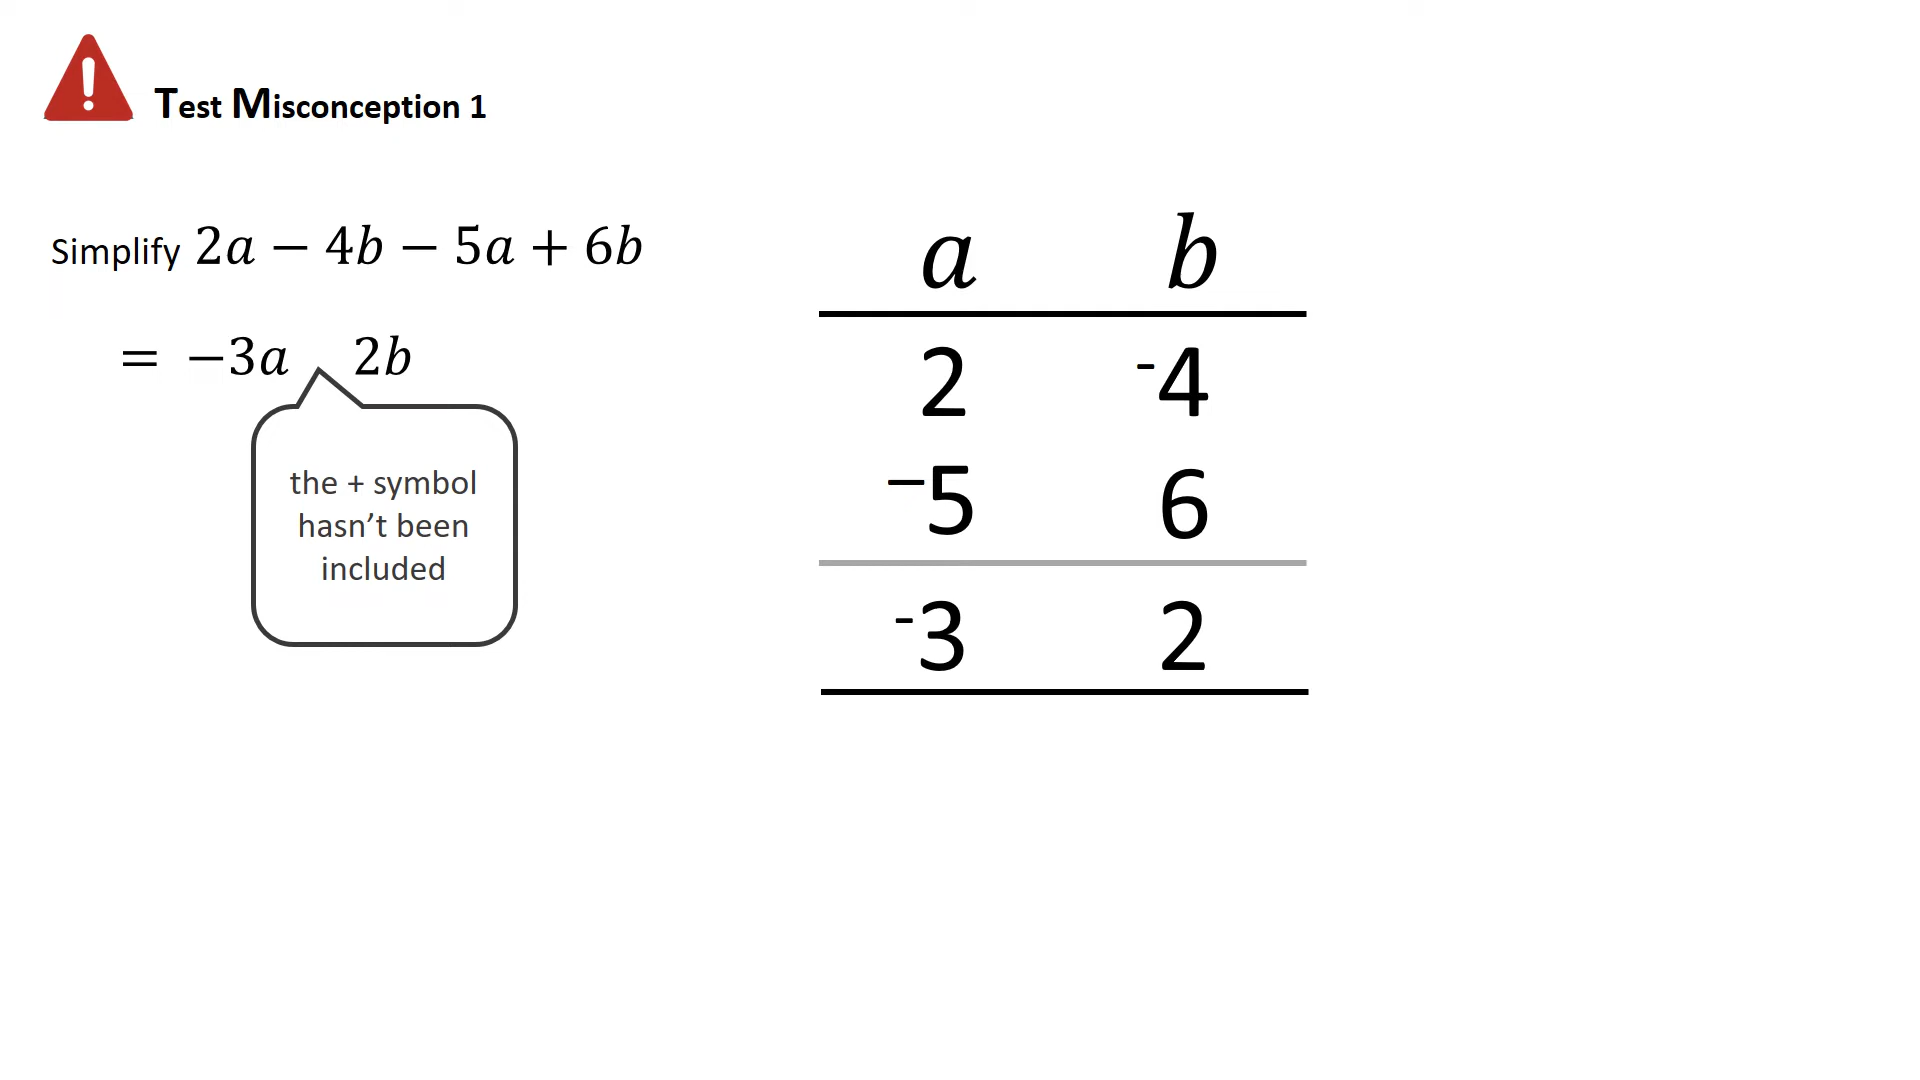 Test Misconception 1
Simplify 2a − 4b − 5a + 6b
= −3a 2b
the + symbol
hasn’t been
included
a b
2 -4
−5 6
-3 2